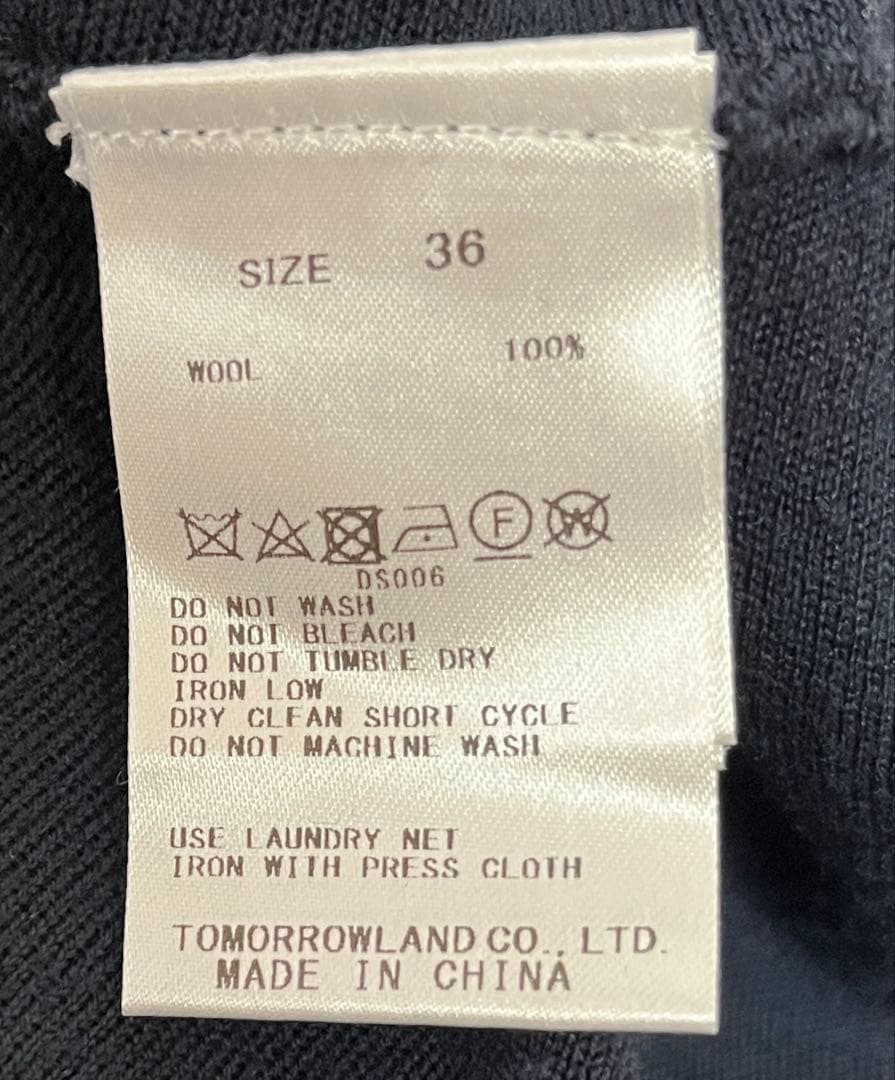 SIZE 36
WOOL 100%
F W
DS006
DO NOT WASH
DO NOT BLEACH
DO NOT TUMBLE DRY
IRON LOW
DRY CLEAN SHORT CYCLE
DO NOT MACHINE WASH
USE LAUNDRY NET
IRON WITH PRESS CLOTH
TOMORROWLAND CO., LTD.
MADE IN CHINA